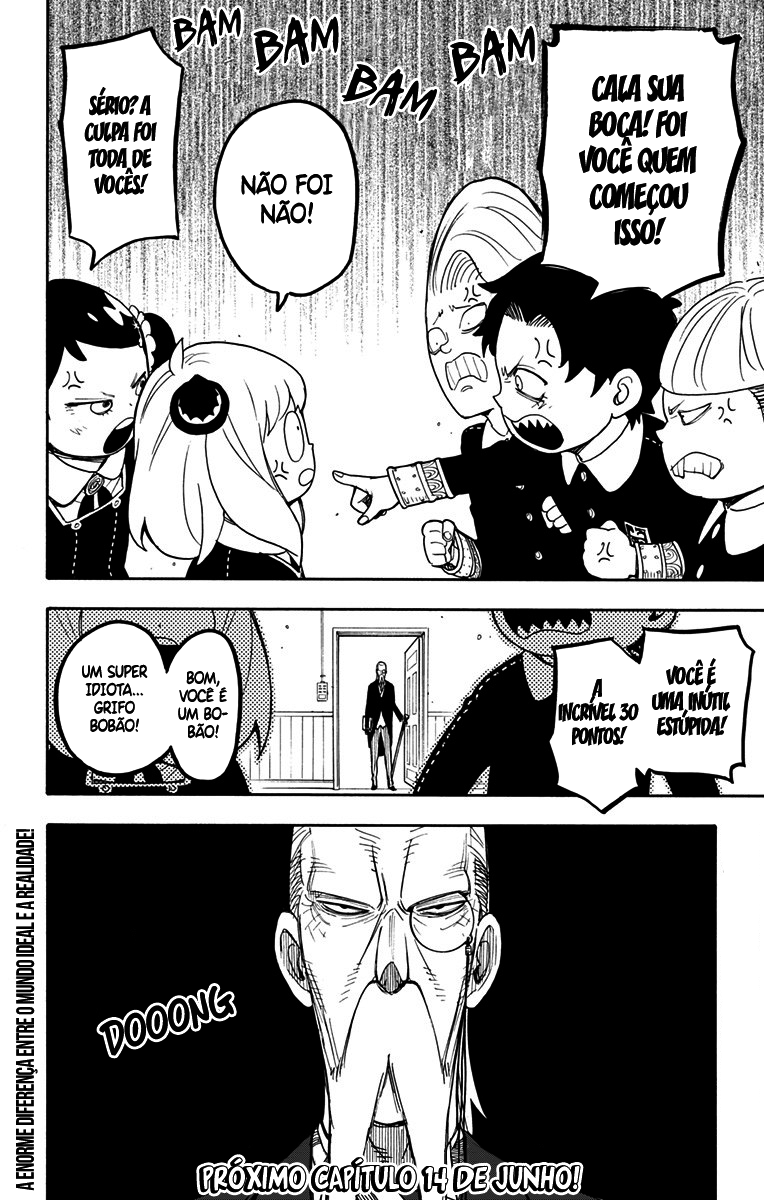 BAM
BAM
BAM
BAM
CALA SUA
BOCA! FOI
VOCÊ QUEM
COMEÇOU
ISSO!
NÃO FOI
NÃO!
SÉRIO? A
CULPA FOI
TODA DE
VOCÊS!
VOCÊ É
UMA INÚTIL
ESTÚPIDA!
A
INCRÍVEL 30
PONTOS!
BOM,
VOCÊ É
UM BO-
BÃO!
UM SUPER
IDIOTA...
GRIFO
BOBÃO!
DOOONG
A ENORME DIFERENÇA ENTRE O MUNDO IDEAL E A REALIDADE!
PRÓXIMO CAPÍTULO 14 DE JUNHO!